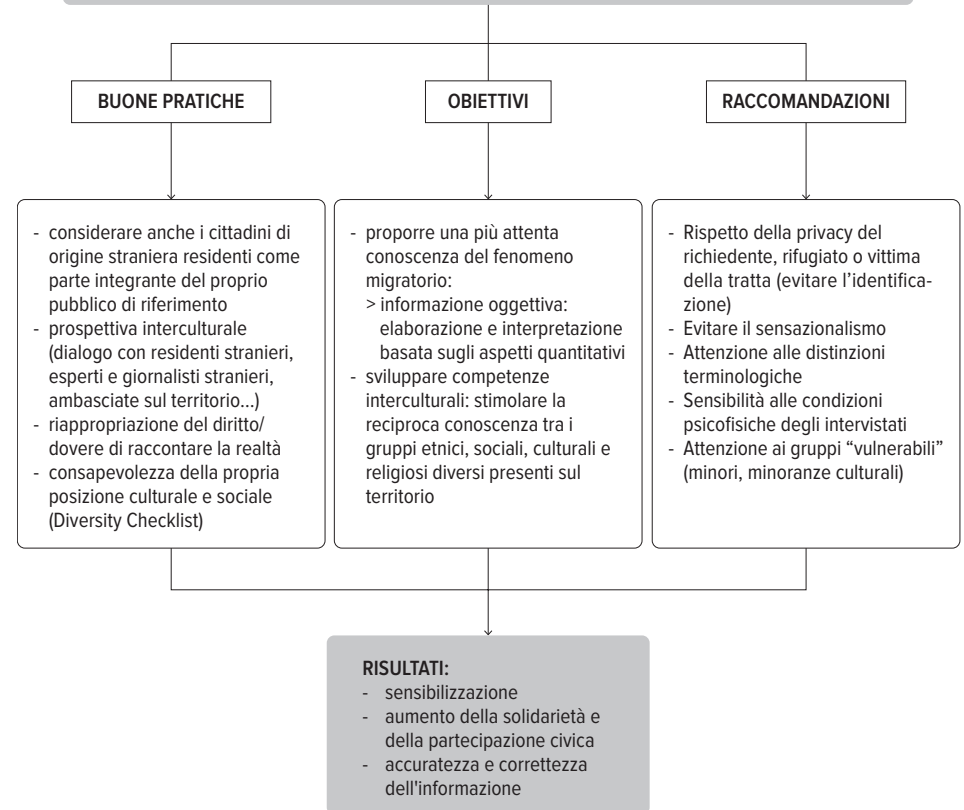 BUONE PRATICHE
OBIETTIVI
RACCOMANDAZIONI
- considerare anche i cittadini di
origine straniera residenti come
parte integrante del proprio
pubblico di riferimento
- prospettiva interculturale
(dialogo con residenti stranieri,
esperti e giornalisti stranieri,
ambasciate sul territorio...)
- riappropriazione del diritto/
dovere di raccontare la realtà
- consapevolezza della propria
posizione culturale e sociale
(Diversity Checklist)
- proporre una più attenta
conoscenza del fenomeno
migratorio:
> informazione oggettiva:
elaborazione e interpretazione
basata sugli aspetti quantitativi
- sviluppare competenze
interculturali: stimolare la
reciproca conoscenza tra i
gruppi etnici, sociali, culturali e
religiosi diversi presenti sul
territorio
- Rispetto della privacy del
richiedente, rifugiato o vittima
della tratta (evitare l’identifica-
zione)
- Evitare il sensazionalismo
- Attenzione alle distinzioni
terminologiche
- Sensibilità alle condizioni
psicofisiche degli intervistati
- Attenzione ai gruppi “vulnerabili”
(minori, minoranze culturali)
RISULTATI:
- sensibilizzazione
- aumento della solidarietà e
della partecipazione civica
- accuratezza e correttezza
dell'informazione